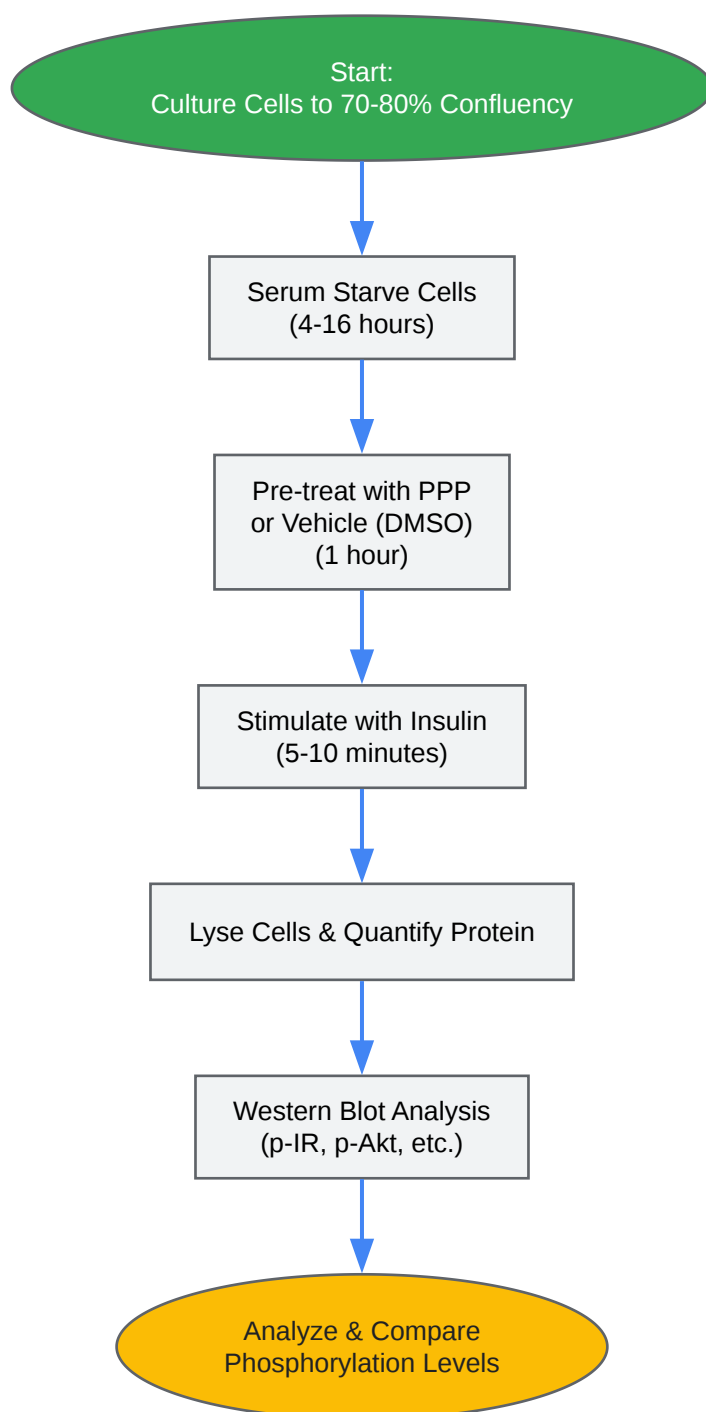 Start:
Culture Cells to 70-80% Confluency
Serum Starve Cells
(4-16 hours)
Pre-treat with PPP
or Vehicle (DMSO)
(1 hour)
Stimulate with Insulin
(5-10 minutes)
Lyse Cells & Quantify Protein
Western Blot Analysis
(p-IR, p-Akt, etc.)
Analyze & Compare
Phosphorylation Levels